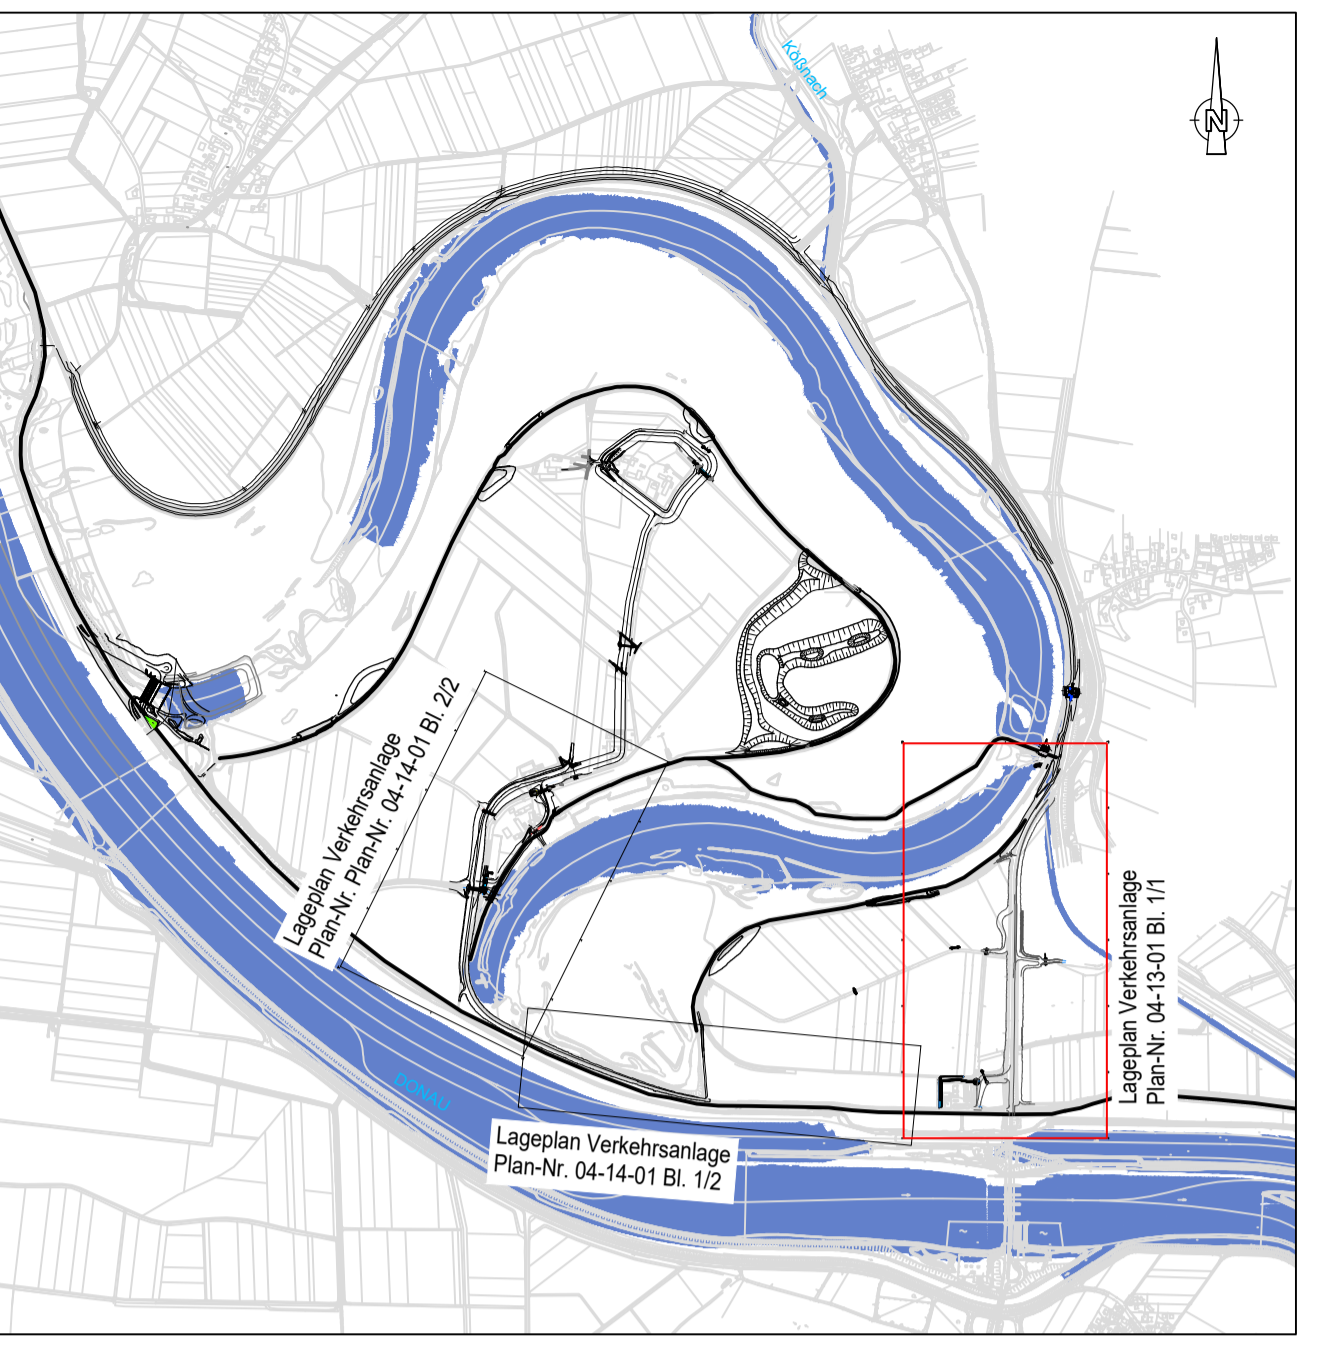 Kößnach
N
Lageplan Verkehrsanlage
Plan-Nr. Plan-Nr. 04-14-01 Bl. 2/2
Lageplan Verkehrsanlage
Plan-Nr. 04-13-01 Bl. 1/1
DONAU
Lageplan Verkehrsanlage
Plan-Nr. 04-14-01 Bl. 1/2